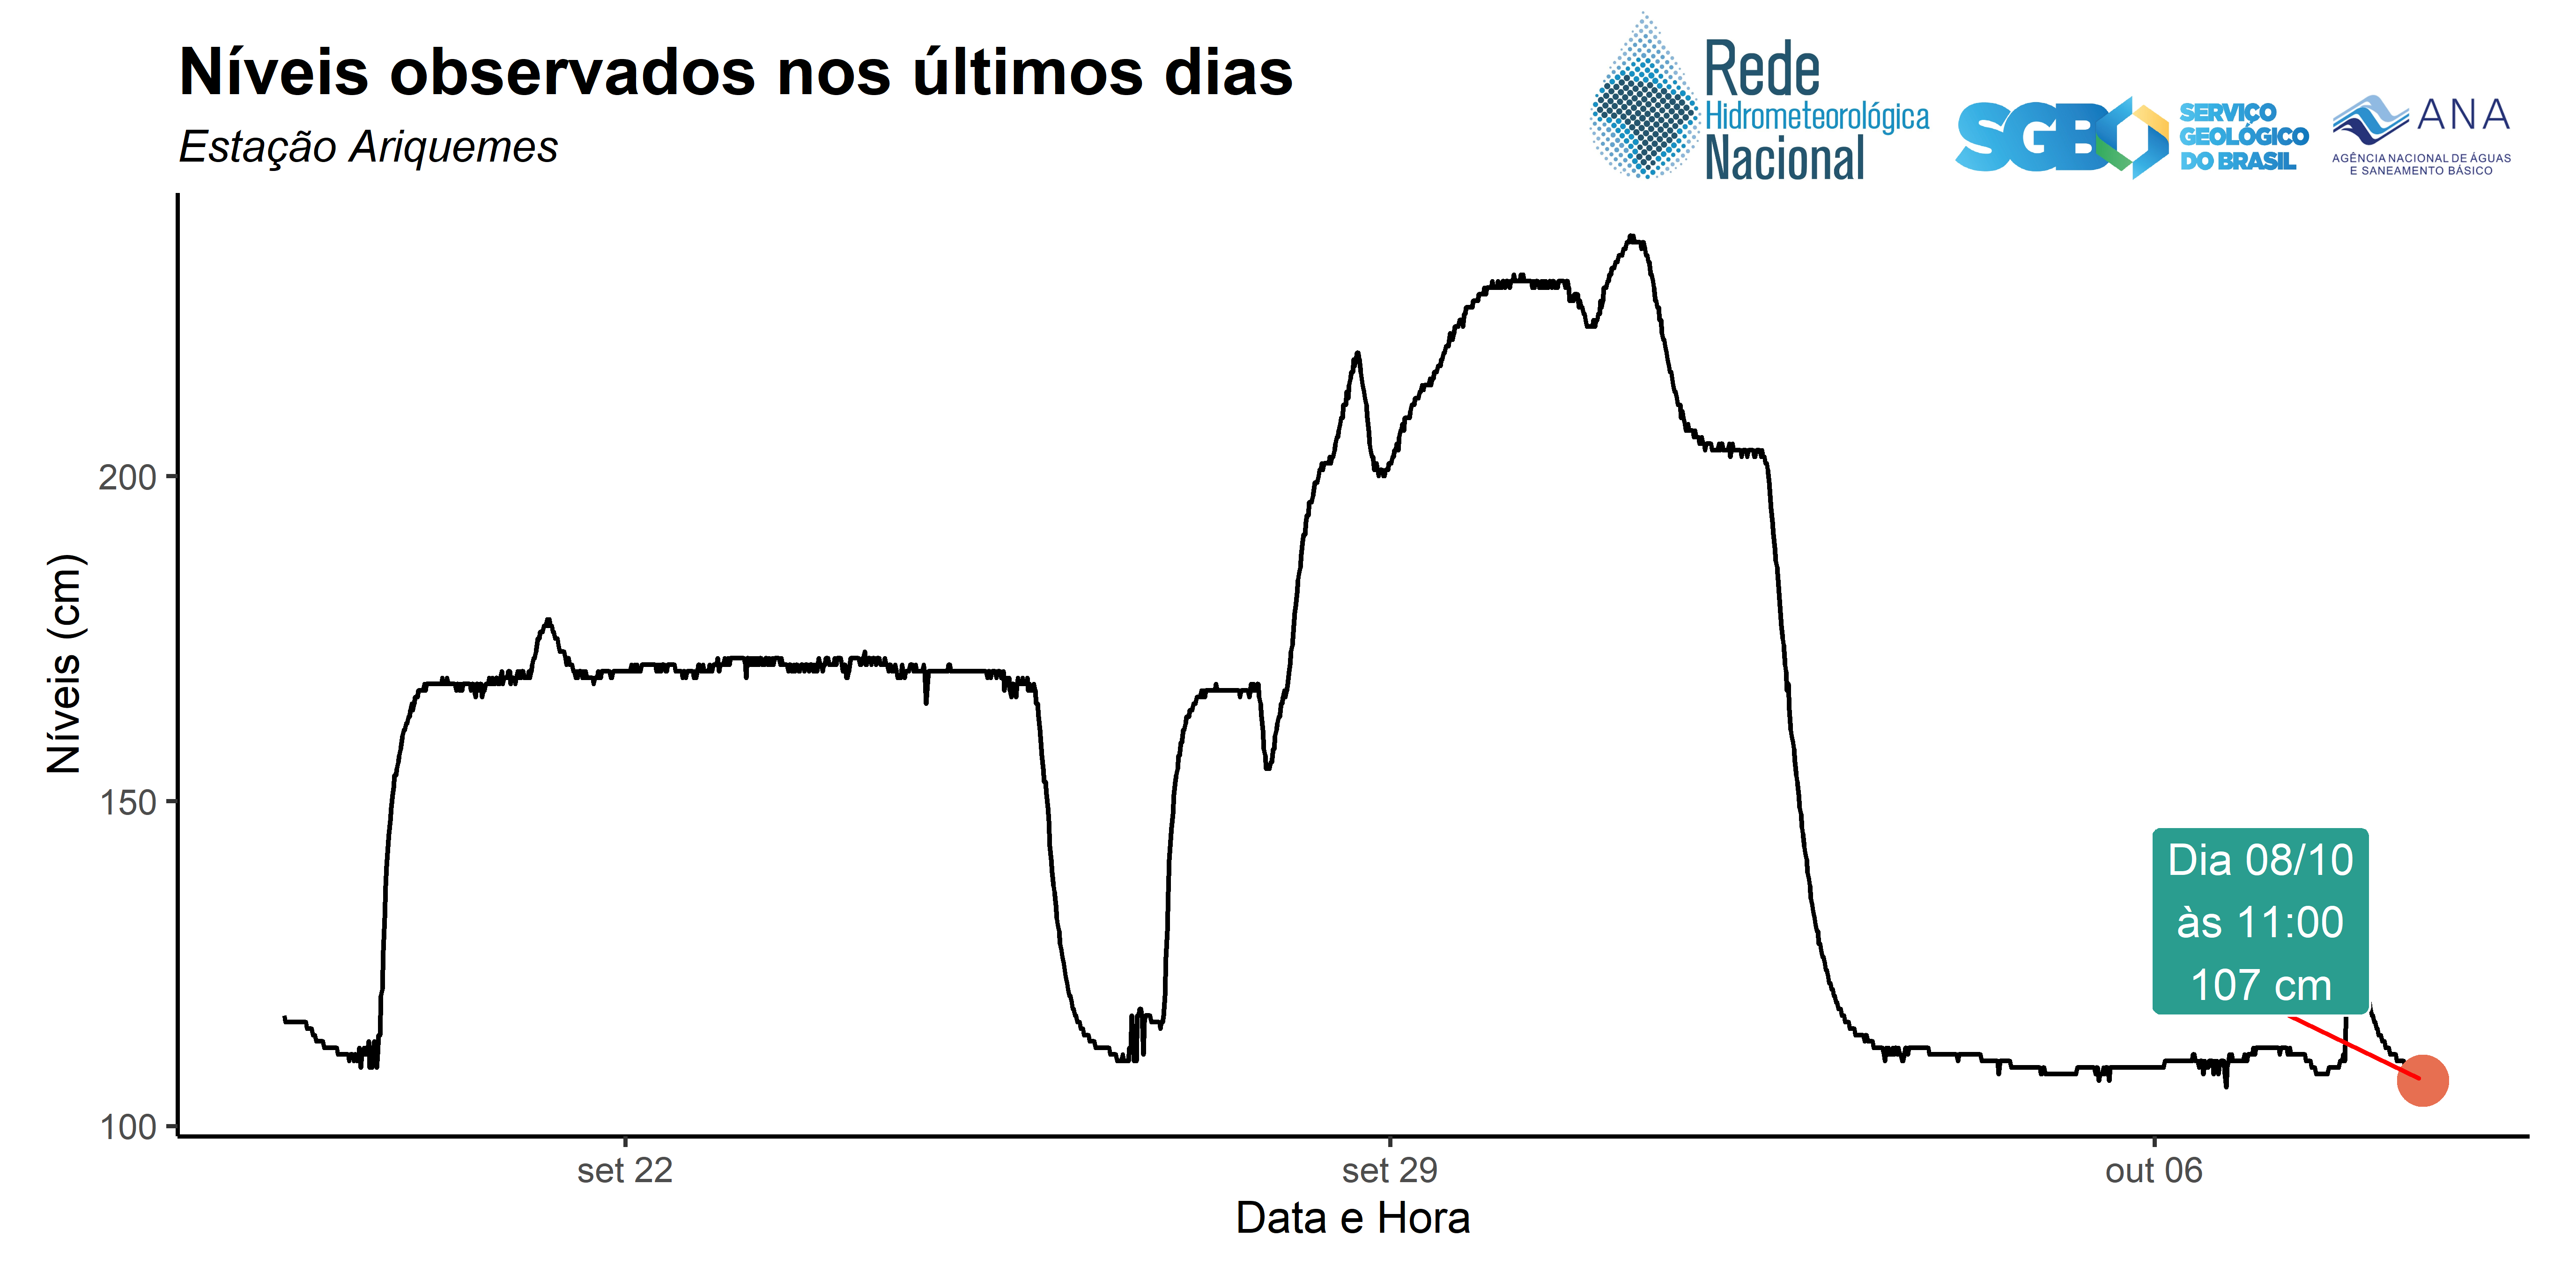 Níveis observados nos últimos dias
Estação Ariquemes
Rede
Hidrometeorológica
Nacional
SGB
SERVIÇO
GEOLÓGICO
DO BRASIL
ANA
AGÊNCIA NACIONAL DE ÁGUAS
E SANEAMENTO BÁSICO
Níveis (cm)
200
150
100
Dia 08/10
às 11:00
107 cm
set 22
set 29
out 06
Data e Hora